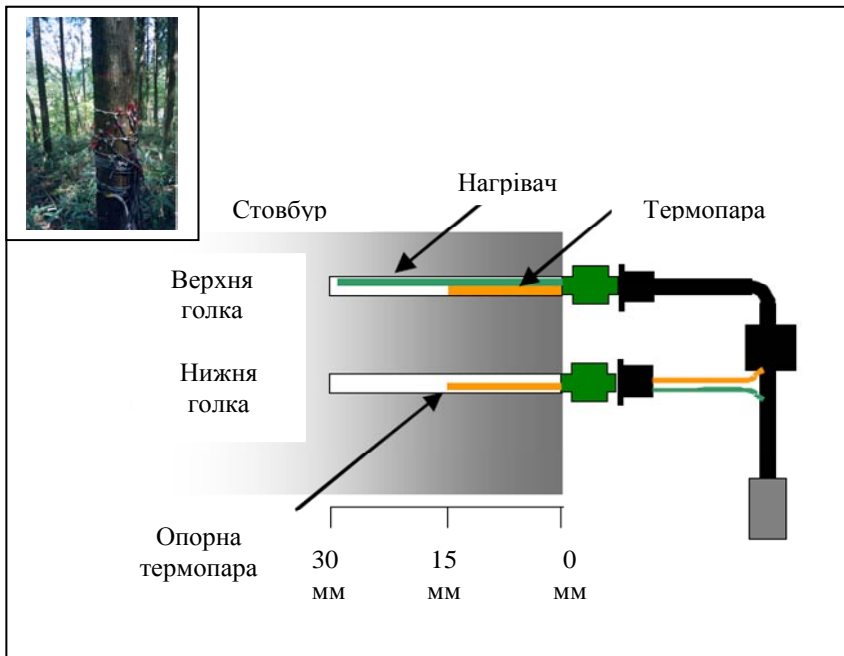 Нагрівач
Стовбур
Термопара
Верхня
голка
Нижня
голка
Опорна
термопара
30
мм
15
мм
0
мм